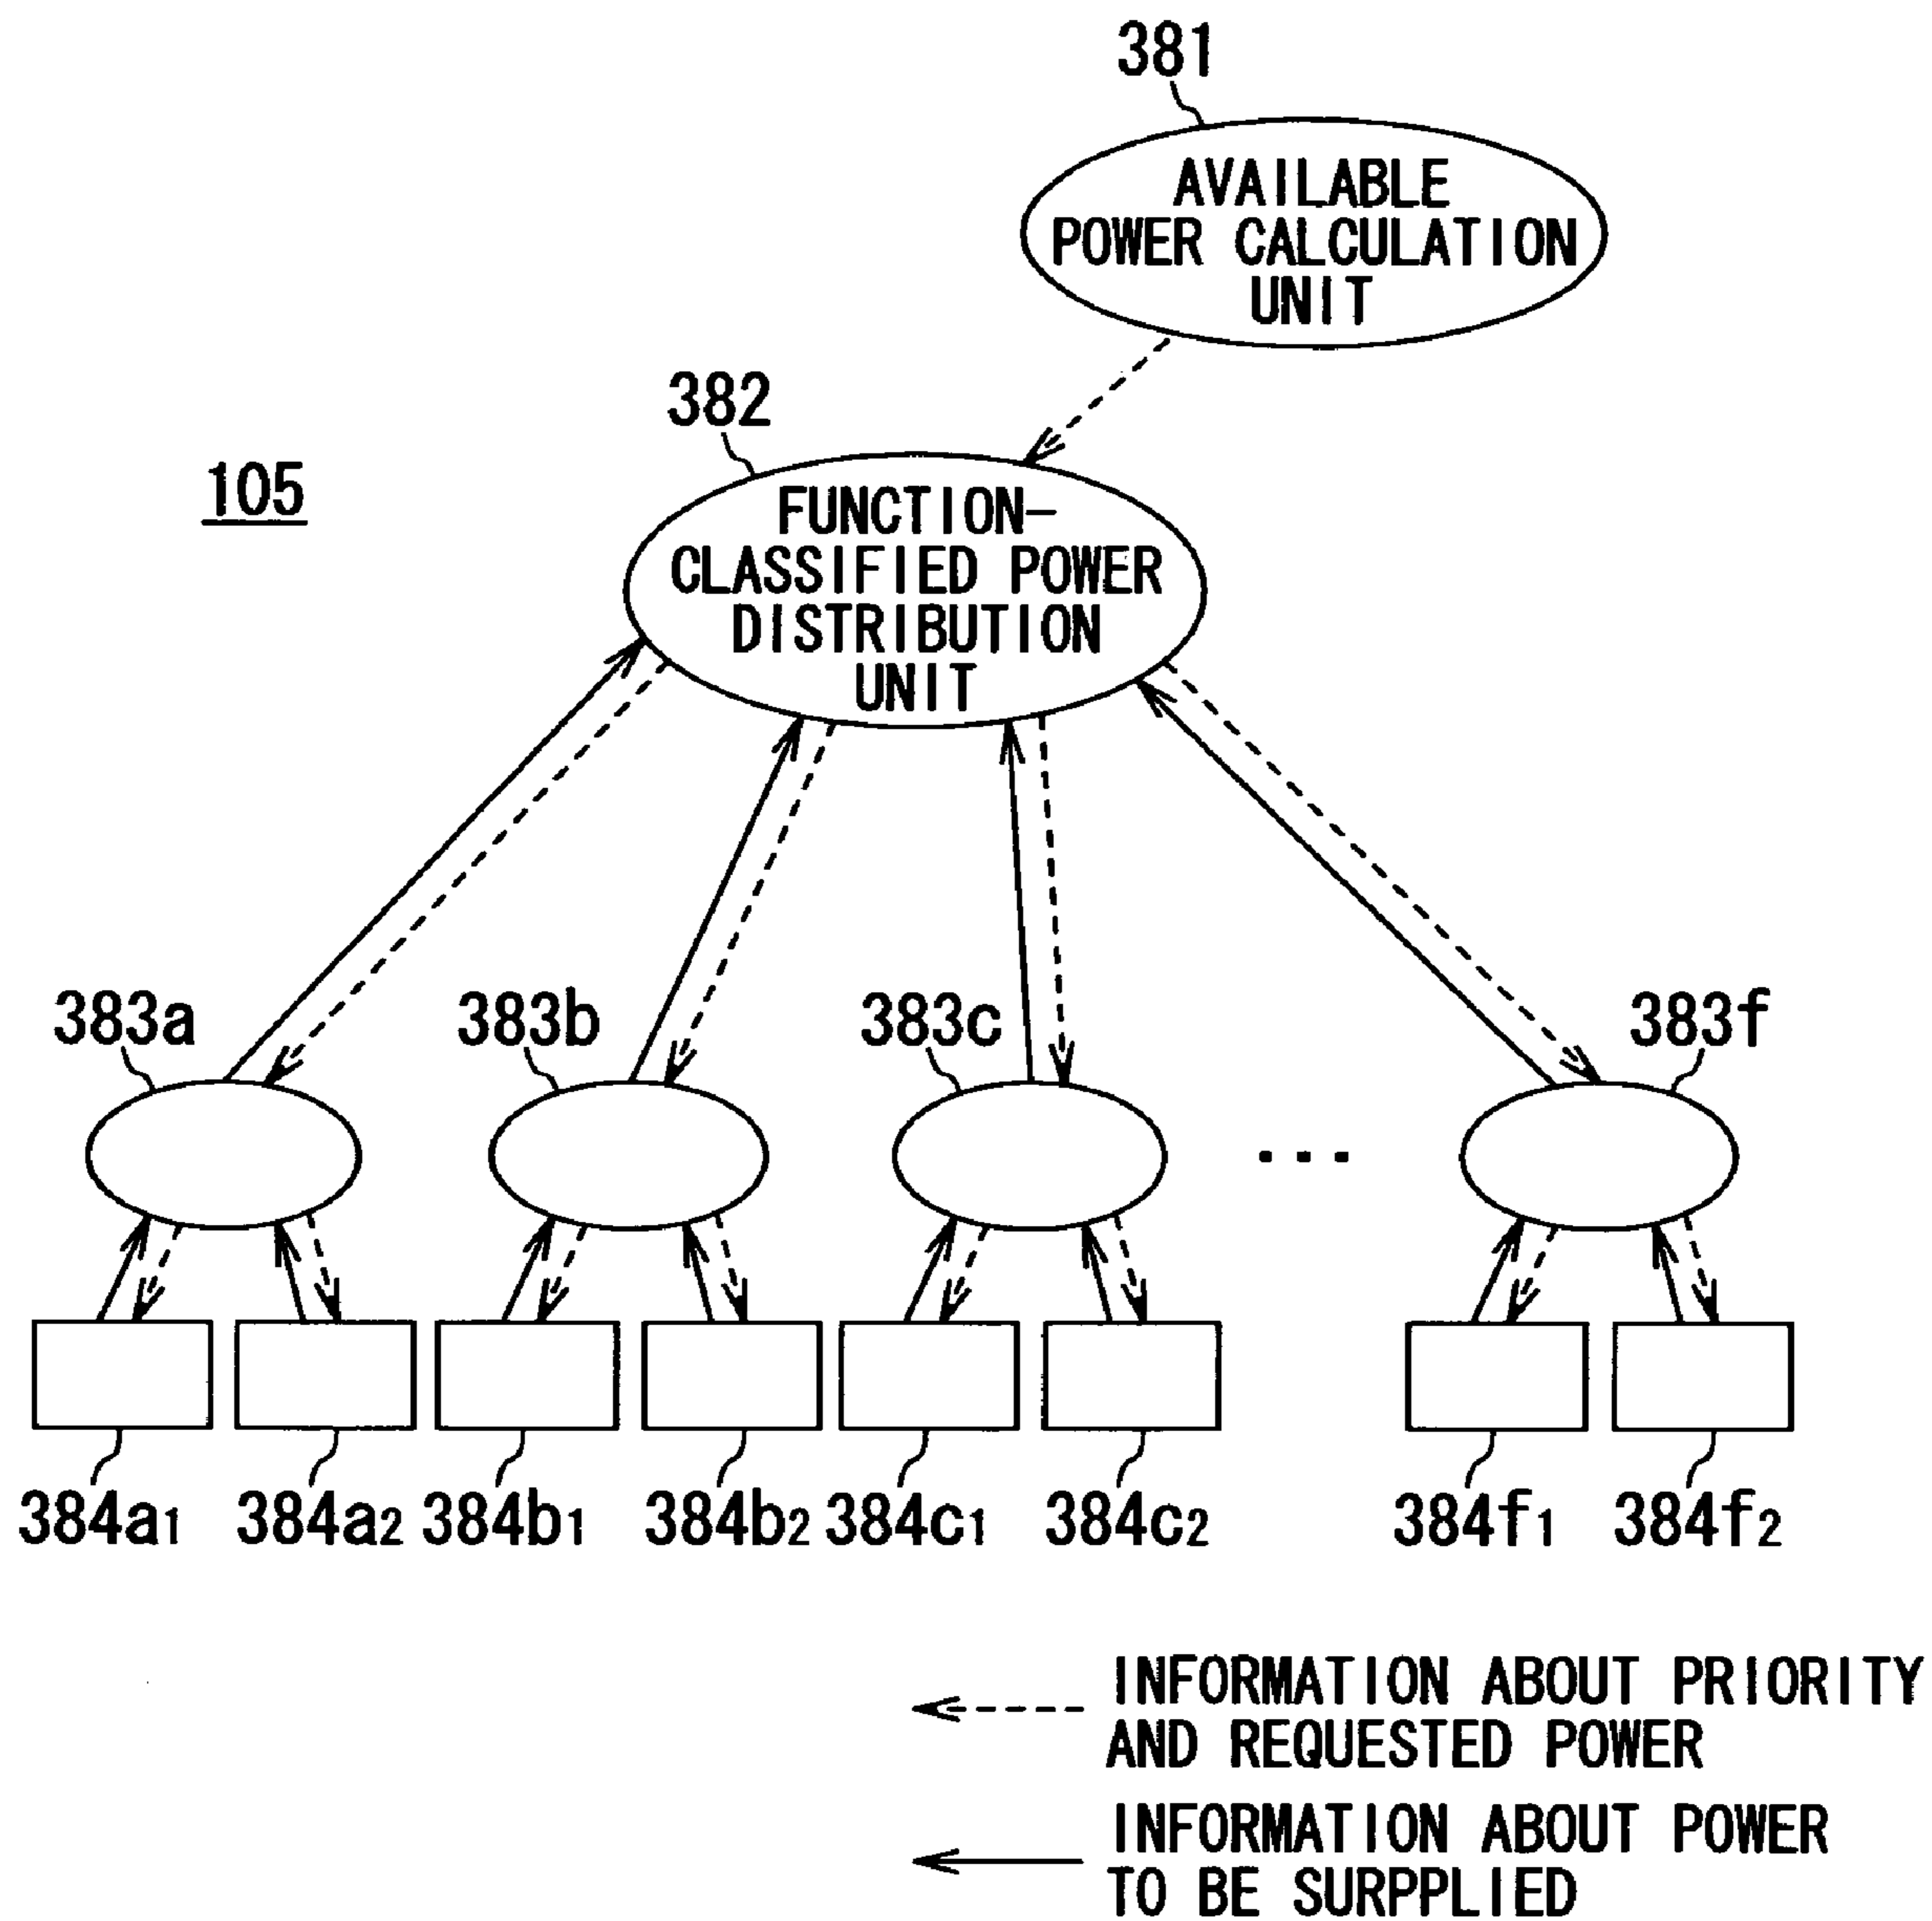 381
AVAILABLE
POWER CALCULATION
UNIT
382
105
FUNCTION-
CLASSIFIED POWER
DISTRIBUTION
UNIT
383a 383b 383c ... 383f
384a1 384a2 384b1 384b2 384c1 384c2 384f1 384f2
INFORMATION ABOUT PRIORITY
AND REQUESTED POWER
INFORMATION ABOUT POWER
TO BE SURPPLIED